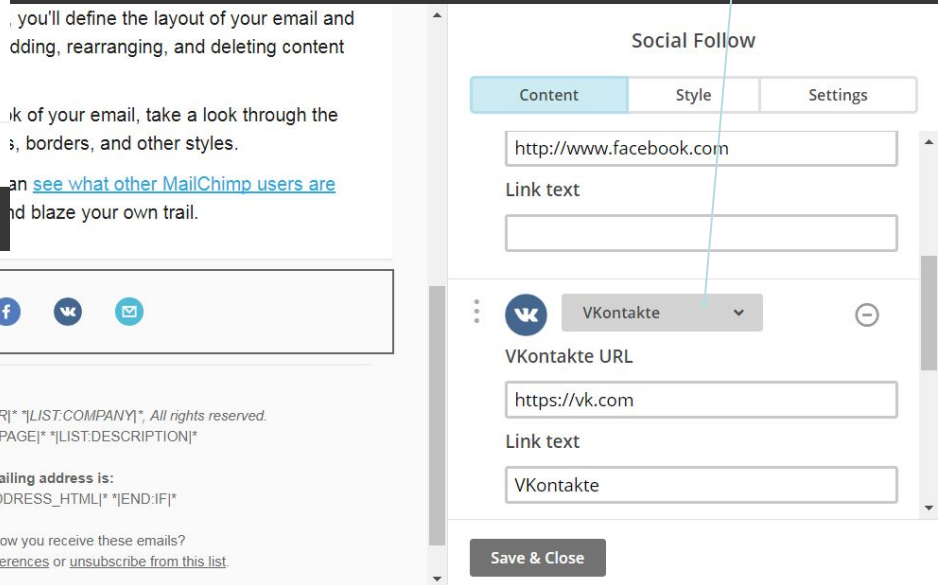 , you'll define the layout of your email and
dding, rearranging, and deleting content
ok of your email, take a look through the
s, borders, and other styles.
an see what other MailChimp users are
nd blaze your own trail.
f
*|LIST:COMPANY|*, All rights reserved.
PAGE|* *|LIST:DESCRIPTION|*
ailing address is:
DDRESS_HTML|* *|END:IF|*
ow you receive these emails?
erences or unsubscribe from this list.
Social Follow
Content Style Settings
http://www.facebook.com
Link text
VKontakte
VKontakte URL
https://vk.com
Link text
VKontakte
Save & Close